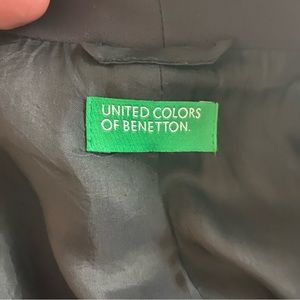 UNITED COLORS
OF BENETTON.